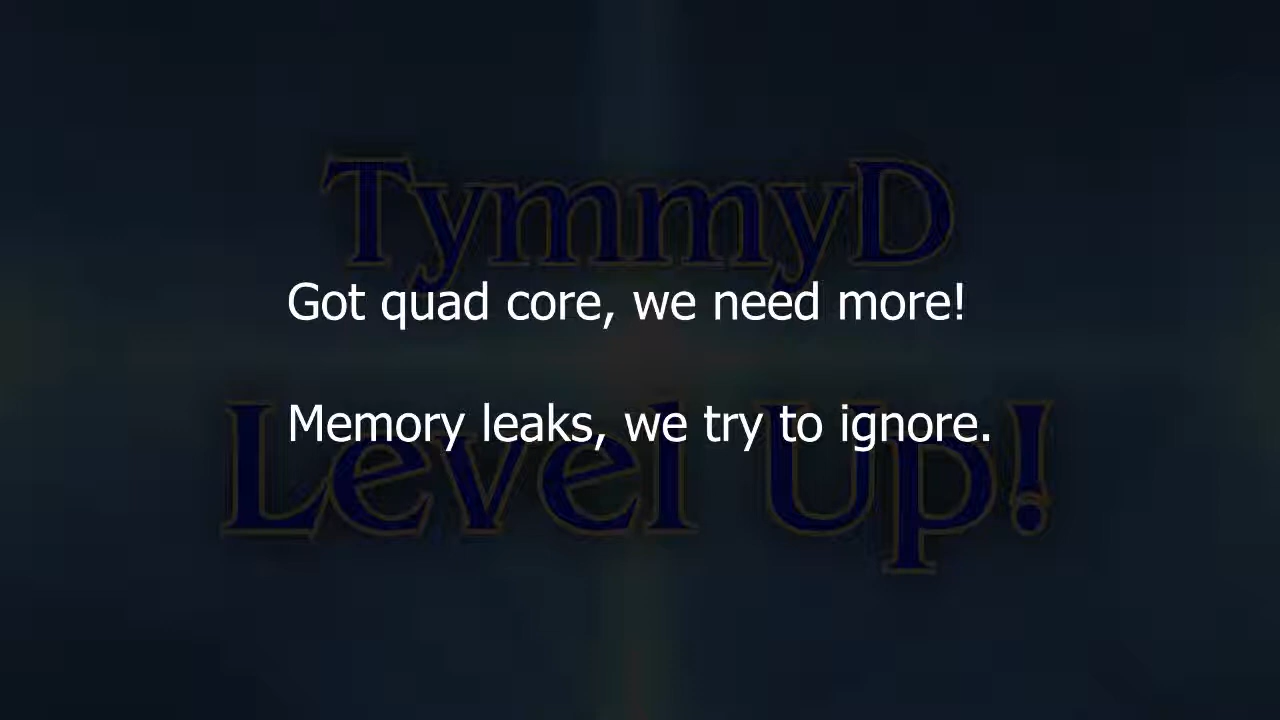 TymmyD
Got quad core, we need more!
Memory leaks, we try to ignore.
Level Up!